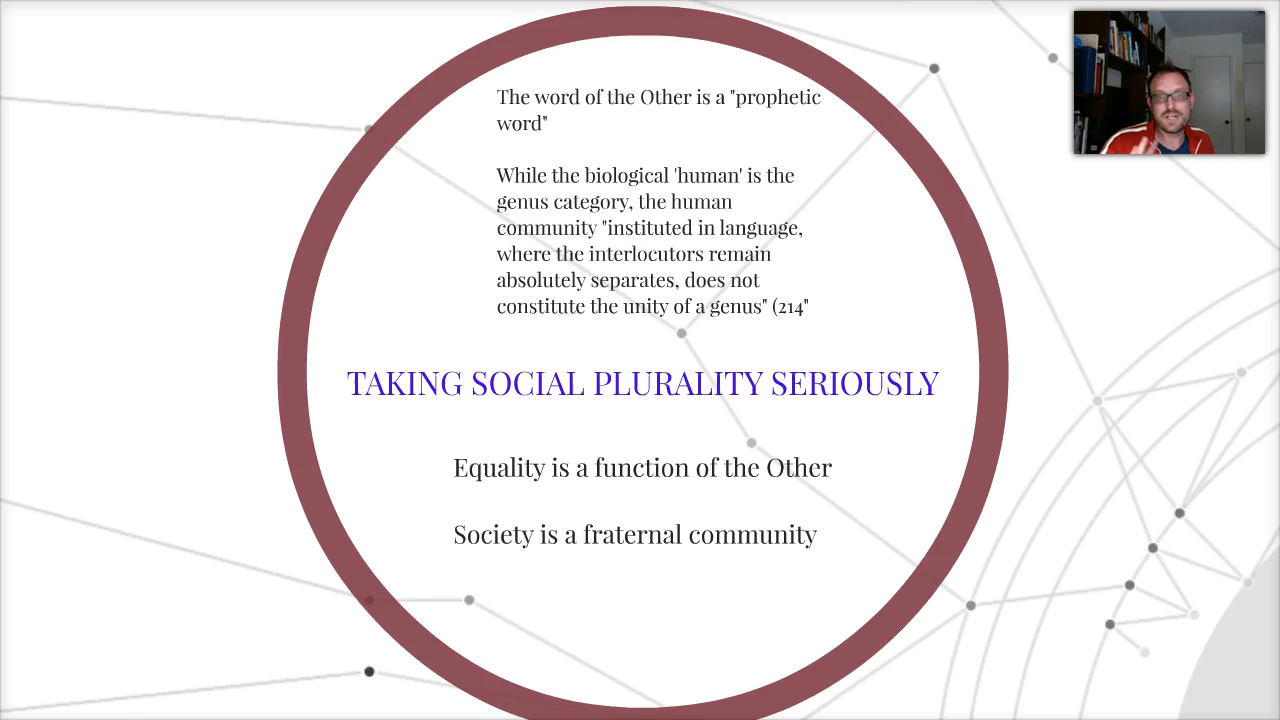 The word of the Other is a "prophetic
word"
While the biological 'human' is the
genus category, the human
community "instituted in language,
where the interlocutors remain
absolutely separates, does not
constitute the unity of a genus" (214"
TAKING SOCIAL PLURALITY SERIOUSLY
Equality is a function of the Other
Society is a fraternal community